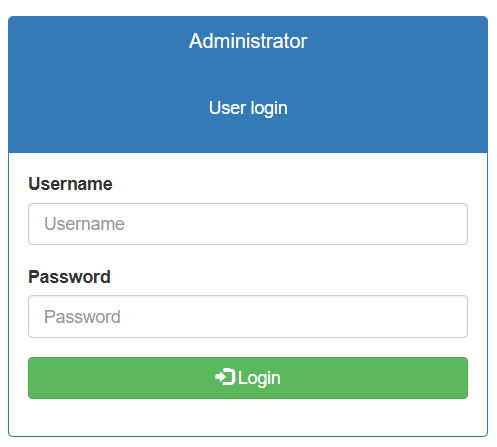 Administrator
User login
Username
Username
Password
Password
Login